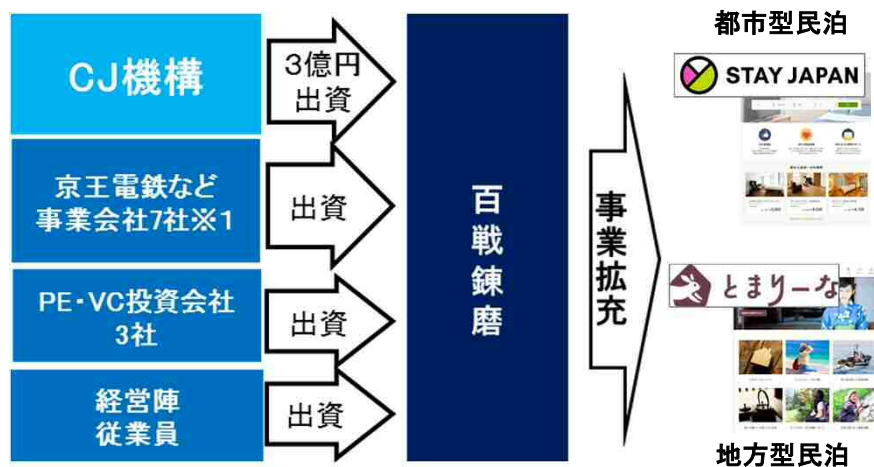 CJ機構
3億円
出資
京王電鉄など
事業会社7社※1
出資
PE・VC投資会社
3社
出資
経営陣
従業員
出資
百戦錬磨
事業拡充
都市型民泊
STAY JAPAN
とまりーな
地方型民泊